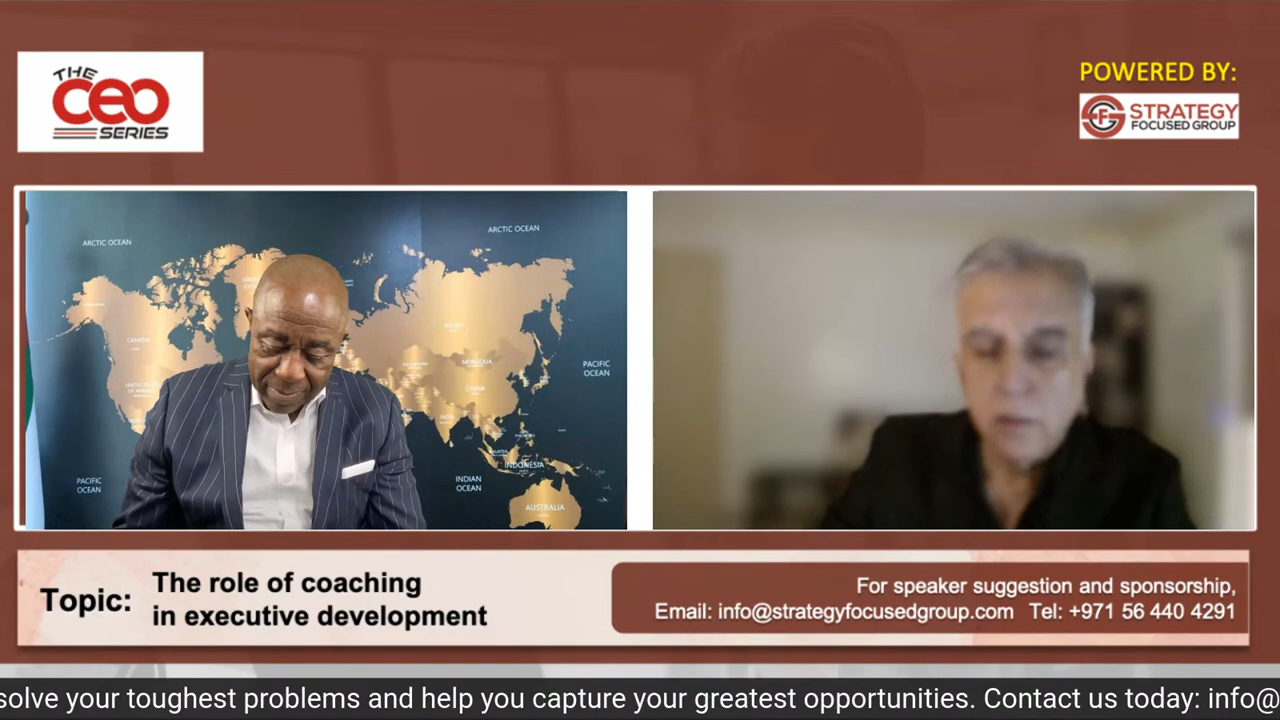 THE
CEO
SERIES
POWERED BY:
STRATEGY
FOCUSED GROUP
ARCTIC OCEAN
ARCTIC OCEAN
CANADA
MONGOLIA
CHINA
PACIFIC
OCEAN
INDONESIA
INDIAN
OCEAN
PACIFIC
OCEAN
AUSTRALIA
Topic:
The role of coaching
in executive development
For speaker suggestion and sponsorship,
Email: info@strategyfocusedgroup.com Tel: +971 56 440 4291
solve your toughest problems and help you capture your greatest opportunities. Contact us today: info@